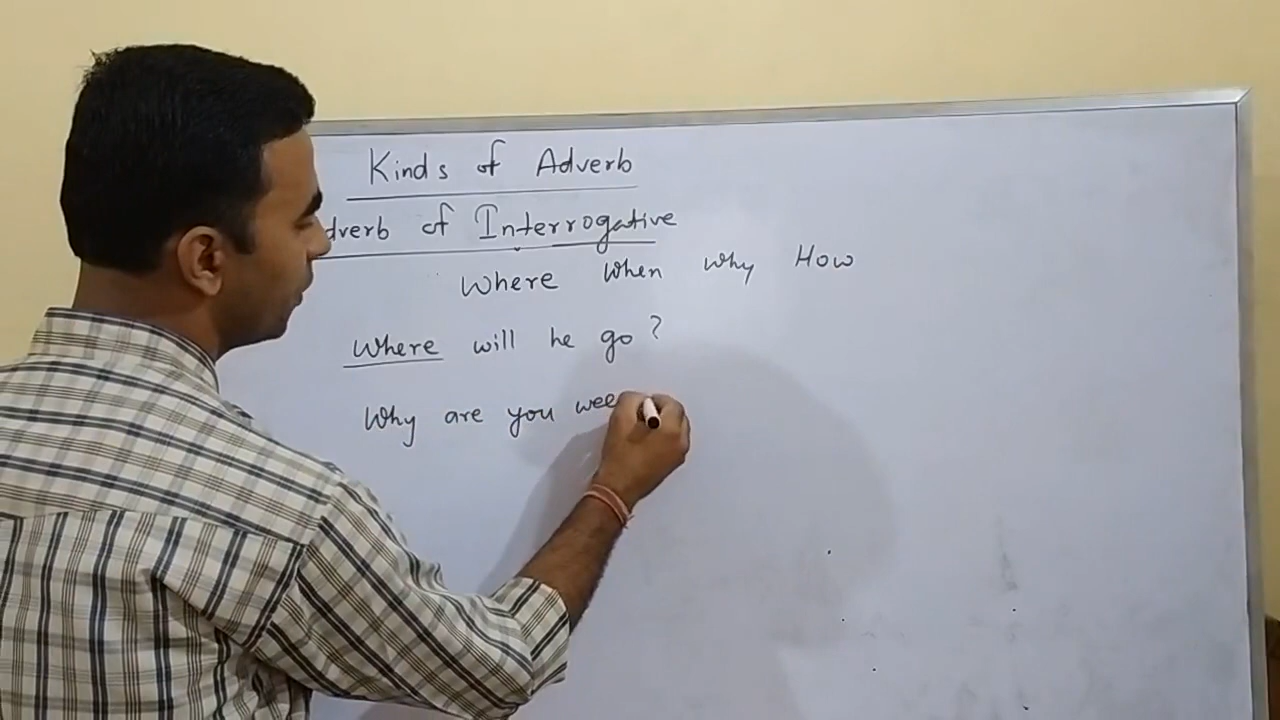 Kinds of Adverb
dverb of Interrogative
Where When Why How
Where will he go?
Why are you wee